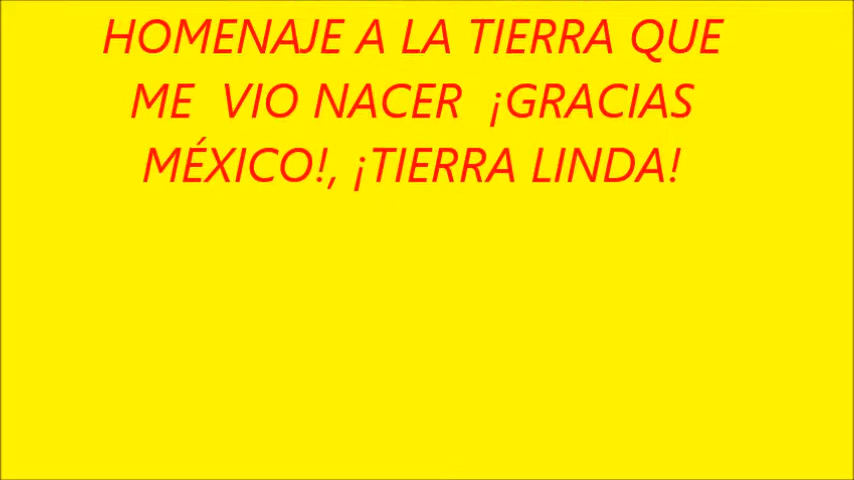 HOMENAJE A LA TIERRA QUE
ME  VIO NACER  ¡GRACIAS
MÉXICO!, ¡TIERRA LINDA!